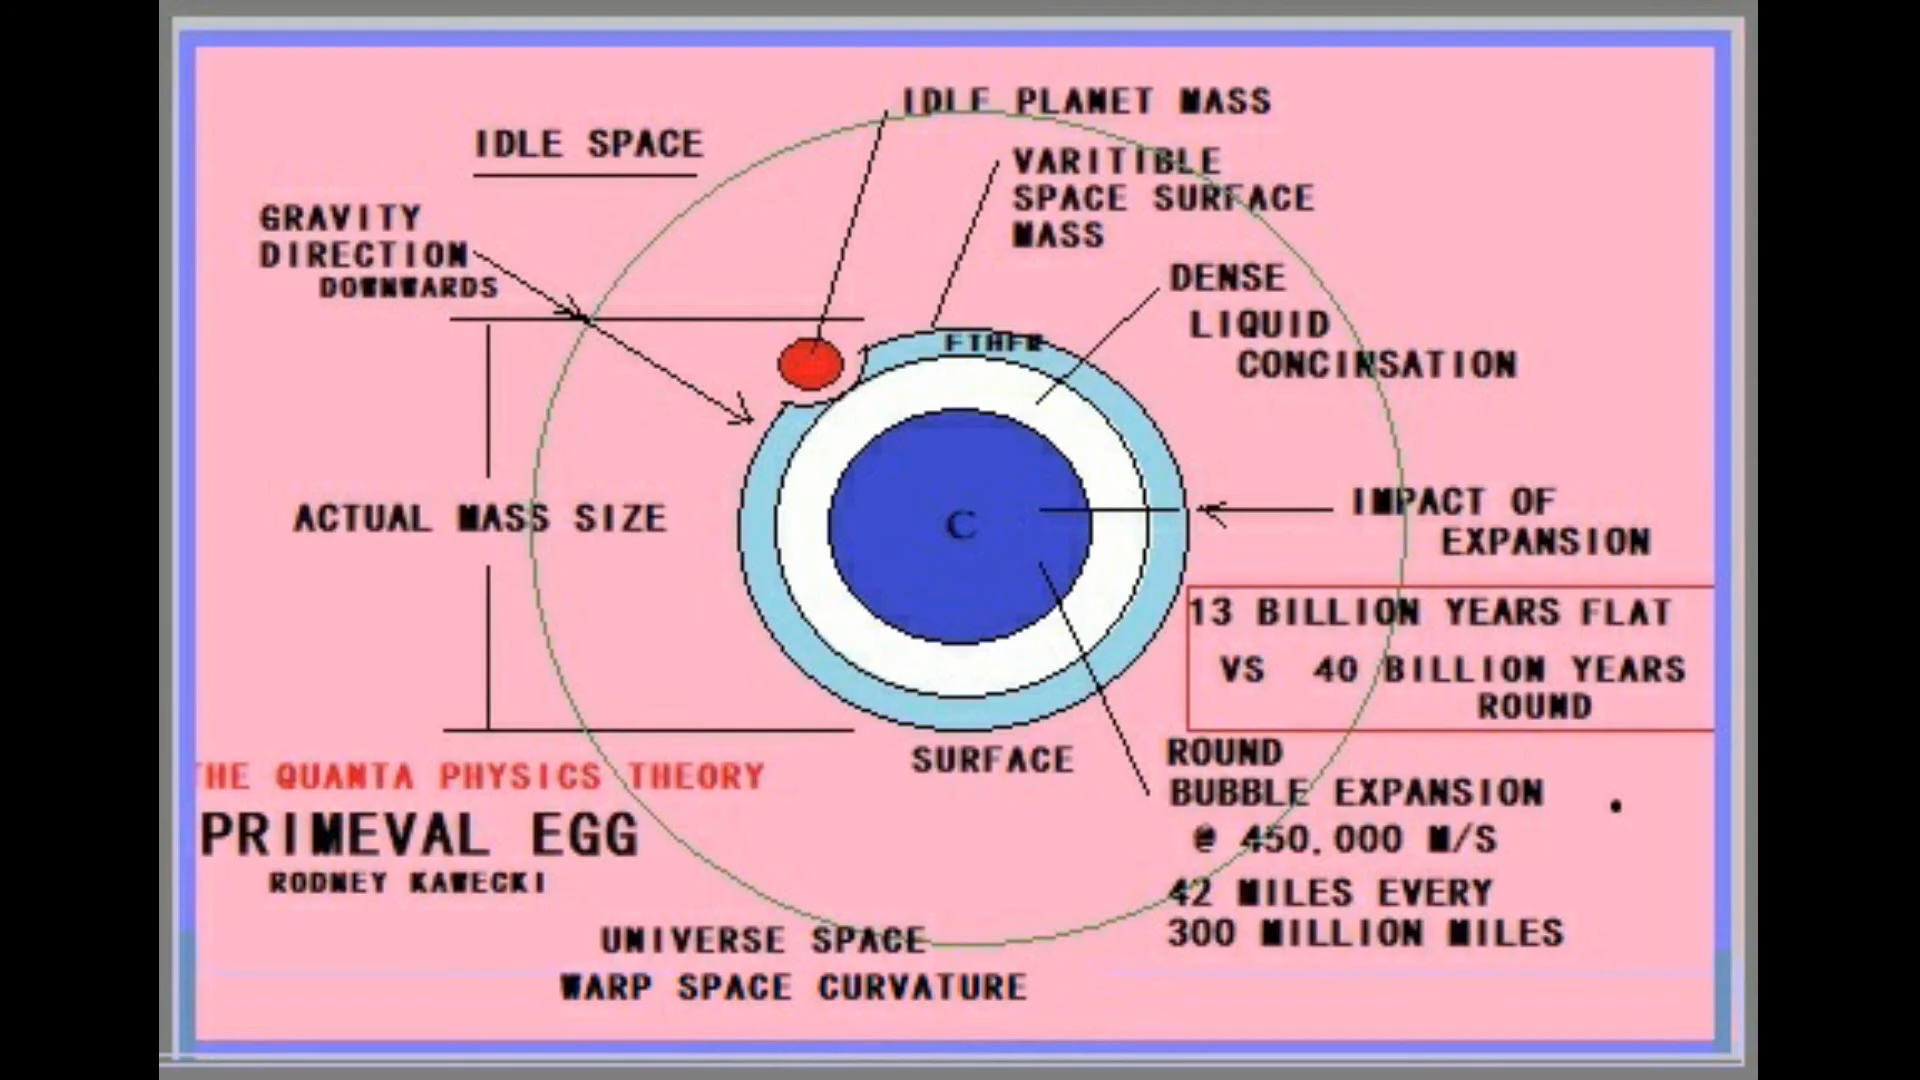 IDLE PLANET MASS
IDLE SPACE
VARITIBLE
SPACE SURFACE
MASS
GRAVITY
DIRECTION
DOWNWARDS
DENSE
LIQUID
CONCINSATION
ETHER
C
ACTUAL MASS SIZE
IMPACT OF
EXPANSION
13 BILLION YEARS FLAT
VS 40 BILLION YEARS
ROUND
SURFACE
ROUND
BUBBLE EXPANSION
@ 450.000 M/S
42 MILES EVERY
300 MILLION MILES
THE QUANTA PHYSICS THEORY
PRIMEVAL EGG
RODNEY KAWECKI
UNIVERSE SPACE
WARP SPACE CURVATURE